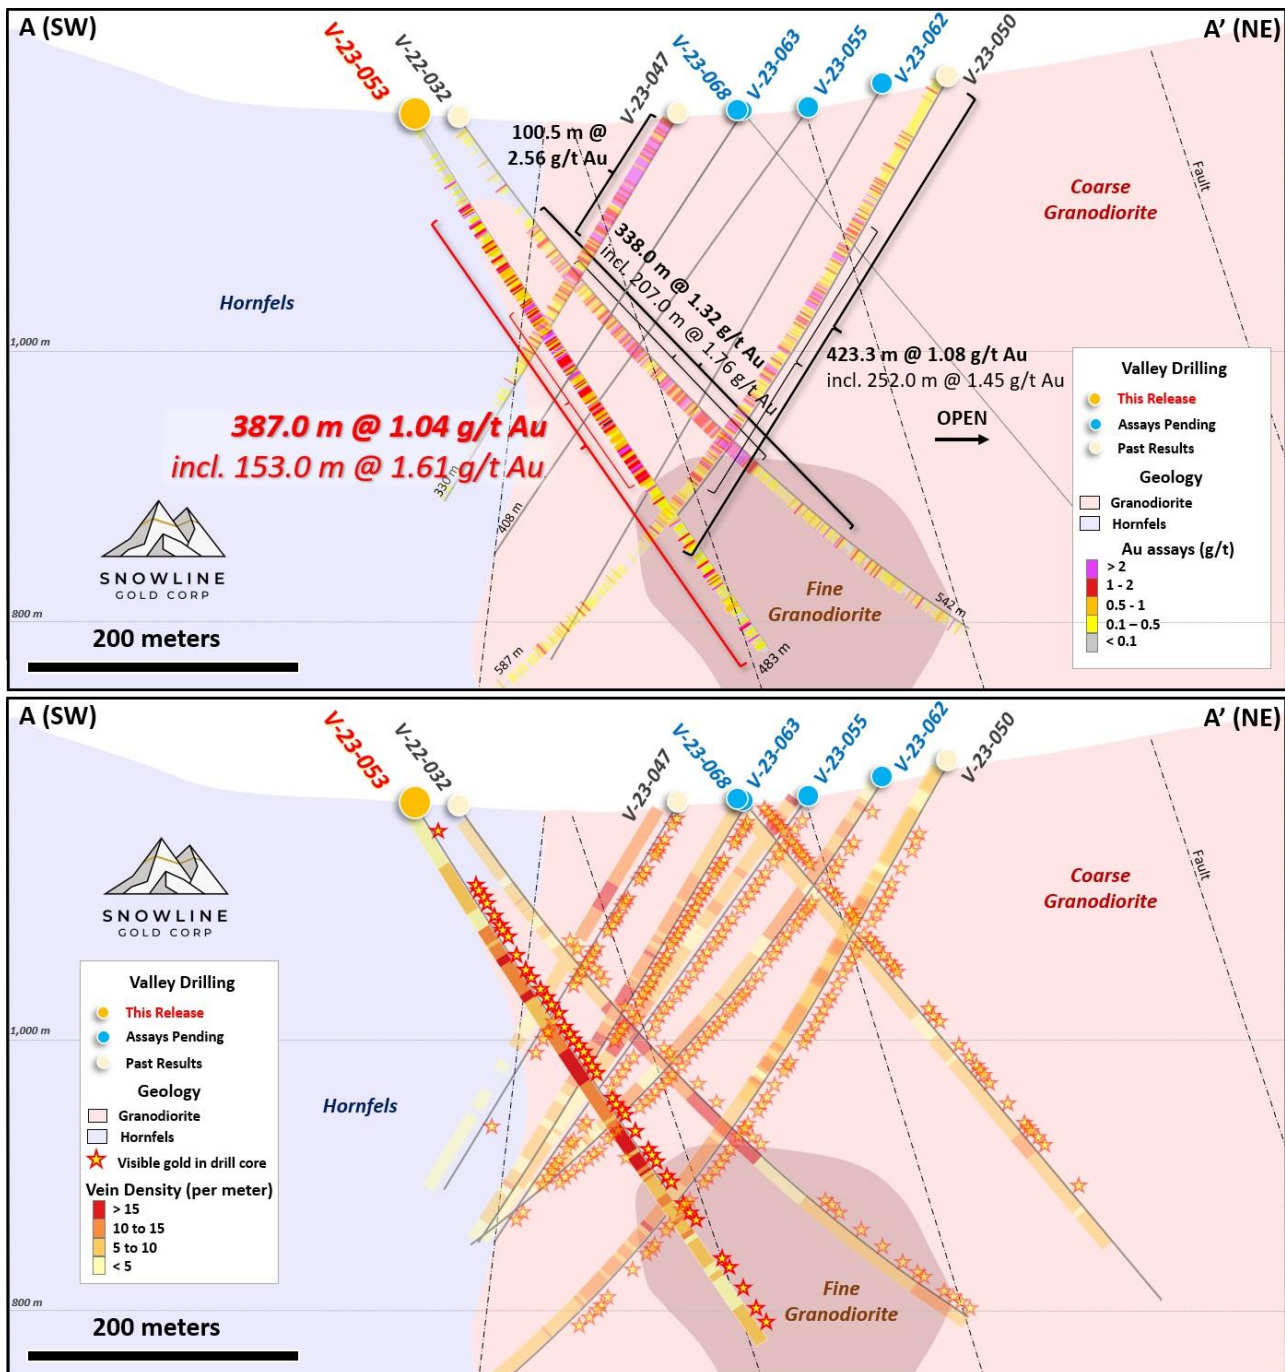 A (SW)
A' (NE)
V-23-053
V-22-032
V-23-047
V-23-068
V-23-063
V-23-055
V-23-062
V-23-050
100.5 m @
2.56 g/t Au
Fault
Coarse
Granodiorite
Hornfels
338.0 m @ 1.32 g/t Au
incl. 207.0 m @ 1.76 g/t Au
1,000 m
423.3 m @ 1.08 g/t Au
incl. 252.0 m @ 1.45 g/t Au
OPEN
387.0 m @ 1.04 g/t Au
incl. 153.0 m @ 1.61 g/t Au
330 m
408 m
SNOWLINE
GOLD CORP
Fine
Granodiorite
542 m
800 m
200 meters
587 m
483 m
Valley Drilling
This Release
Assays Pending
Past Results
Geology
Granodiorite
Hornfels
Au assays (g/t)
> 2
1 - 2
0.5 - 1
0.1 – 0.5
< 0.1
A (SW)
A' (NE)
V-23-053
V-22-032
V-23-047
V-23-068
V-23-063
V-23-055
V-23-062
V-23-050
Fault
Coarse
Granodiorite
SNOWLINE
GOLD CORP
Valley Drilling
This Release
Assays Pending
Past Results
Geology
Granodiorite
Hornfels
Visible gold in drill core
Vein Density (per meter)
> 15
10 to 15
5 to 10
< 5
1,000 m
Hornfels
Fine
Granodiorite
800 m
200 meters